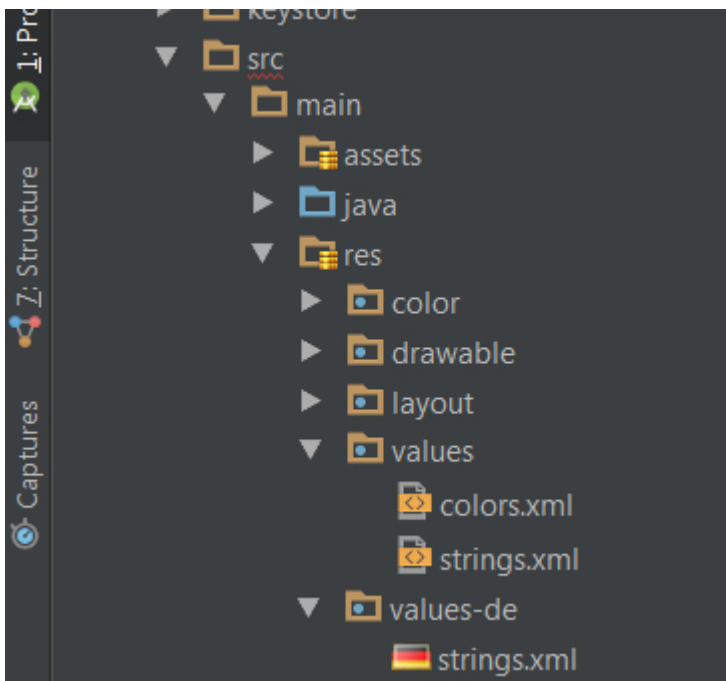 keystore
src
main
assets
java
res
color
drawable
layout
values
colors.xml
strings.xml
values-de
strings.xml
1: Pro
7: Structure
Captures